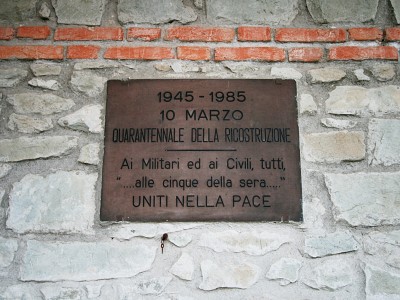 1945 - 1985
10 MARZO
QUARANTENNALE DELLA RICOSTRUZIONE
Ai Militari ed ai Civili, tutti,
"....alle cinque della sera....."
UNITI NELLA PACE